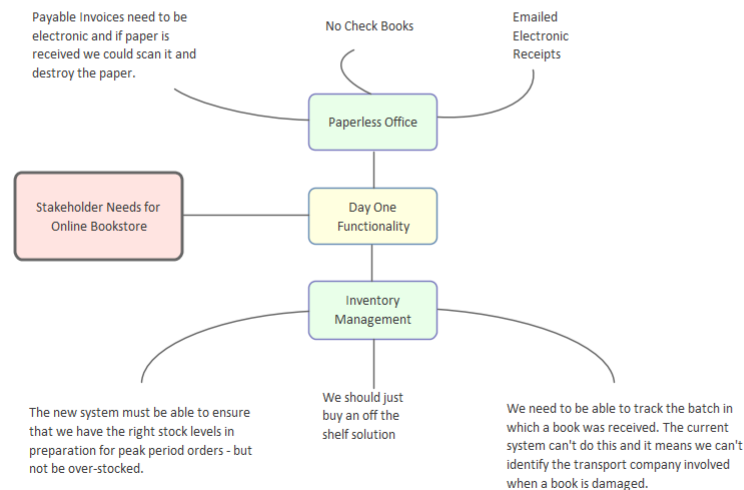 Payable Invoices need to be
electronic and if paper is
received we could scan it and
destroy the paper.
No Check Books
Emailed
Electronic
Receipts
Paperless Office
Stakeholder Needs for
Online Bookstore
Day One
Functionality
Inventory
Management
The new system must be able to ensure
that we have the right stock levels in
preparation for peak period orders - but
not be over-stocked.
We should just
buy an off the
shelf solution
We need to be able to track the batch in
which a book was received. The current
system can't do this and it means we can't
identify the transport company involved
when a book is damaged.